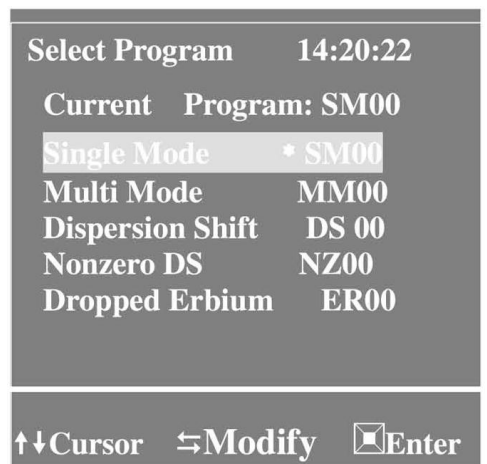 Select Program 14:20:22
Current Program: SM00
Single Mode * SM00
Multi Mode MM00
Dispersion Shift DS 00
Nonzero DS NZ00
Dropped Erbium ER00
↑↓Cursor ⇆Modify Enter